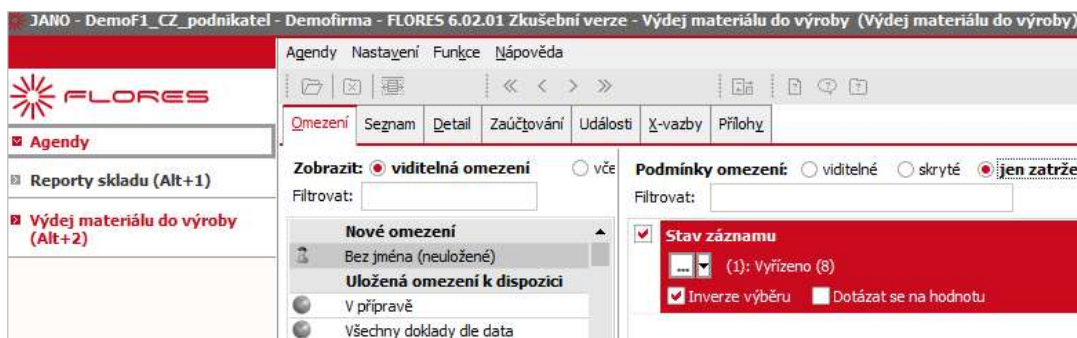 JANO - DemoF1_CZ_podnikatel - Demofirma - FLORES 6.02.01 Zkušební verze - Výdej materiálu do výroby (Výdej materiálu do výroby)
Agendy Nastavení Funkce Nápověda
FLORES
Omezení Seznam Detail Zaúčtování Události X-vazby Přílohy
Agendy
Reporty skladu (Alt+1)
Výdej materiálu do výroby
(Alt+2)
Zobrazit: viditelná omezení vče
Filtrovat:
Nové omezení
Bez jména (neuložené)
Uložená omezení k dispozici
V přípravě
Všechny doklady dle data
Podmínky omezení: viditelné skryté jen zatrže
Filtrovat:
Stav záznamu
... (1): Vyřízeno (8)
Inverze výběru Dotázat se na hodnotu